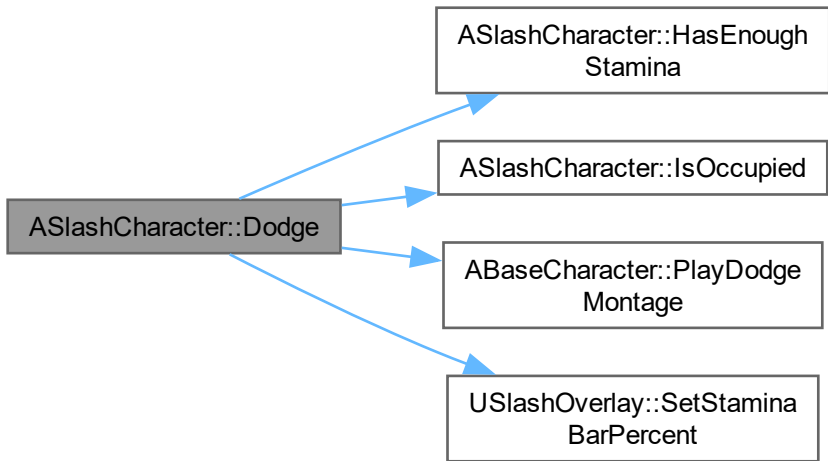 ASlashCharacter::HasEnough
Stamina
ASlashCharacter::IsOccupied
ASlashCharacter::Dodge
ABaseCharacter::PlayDodge
Montage
USlashOverlay::SetStamina
BarPercent